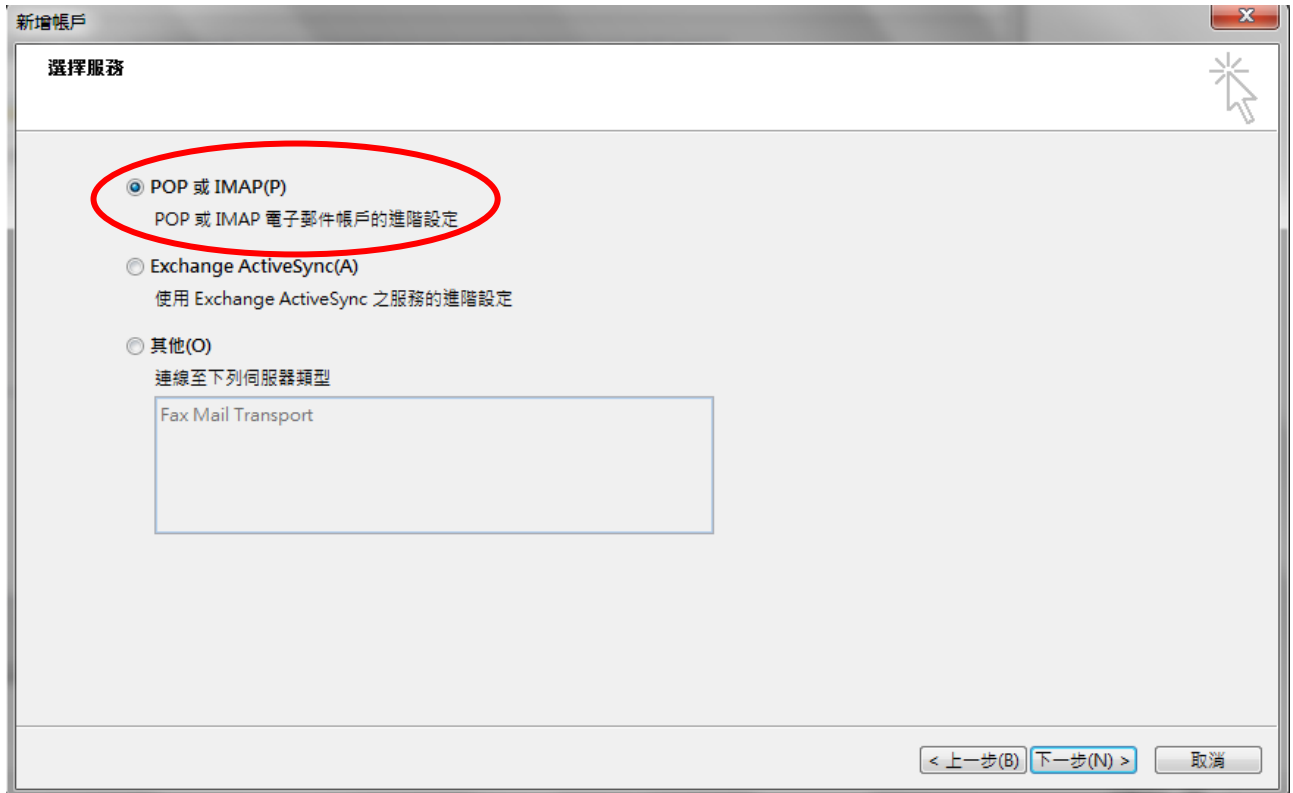 新增帳戶
選擇服務
POP 或 IMAP(P)
POP 或 IMAP 電子郵件帳戶的進階設定
Exchange ActiveSync(A)
使用 Exchange ActiveSync 之服務的進階設定
其他(O)
連線至下列伺服器類型
Fax Mail Transport
< 上一步(B) 下一步(N) > 取消